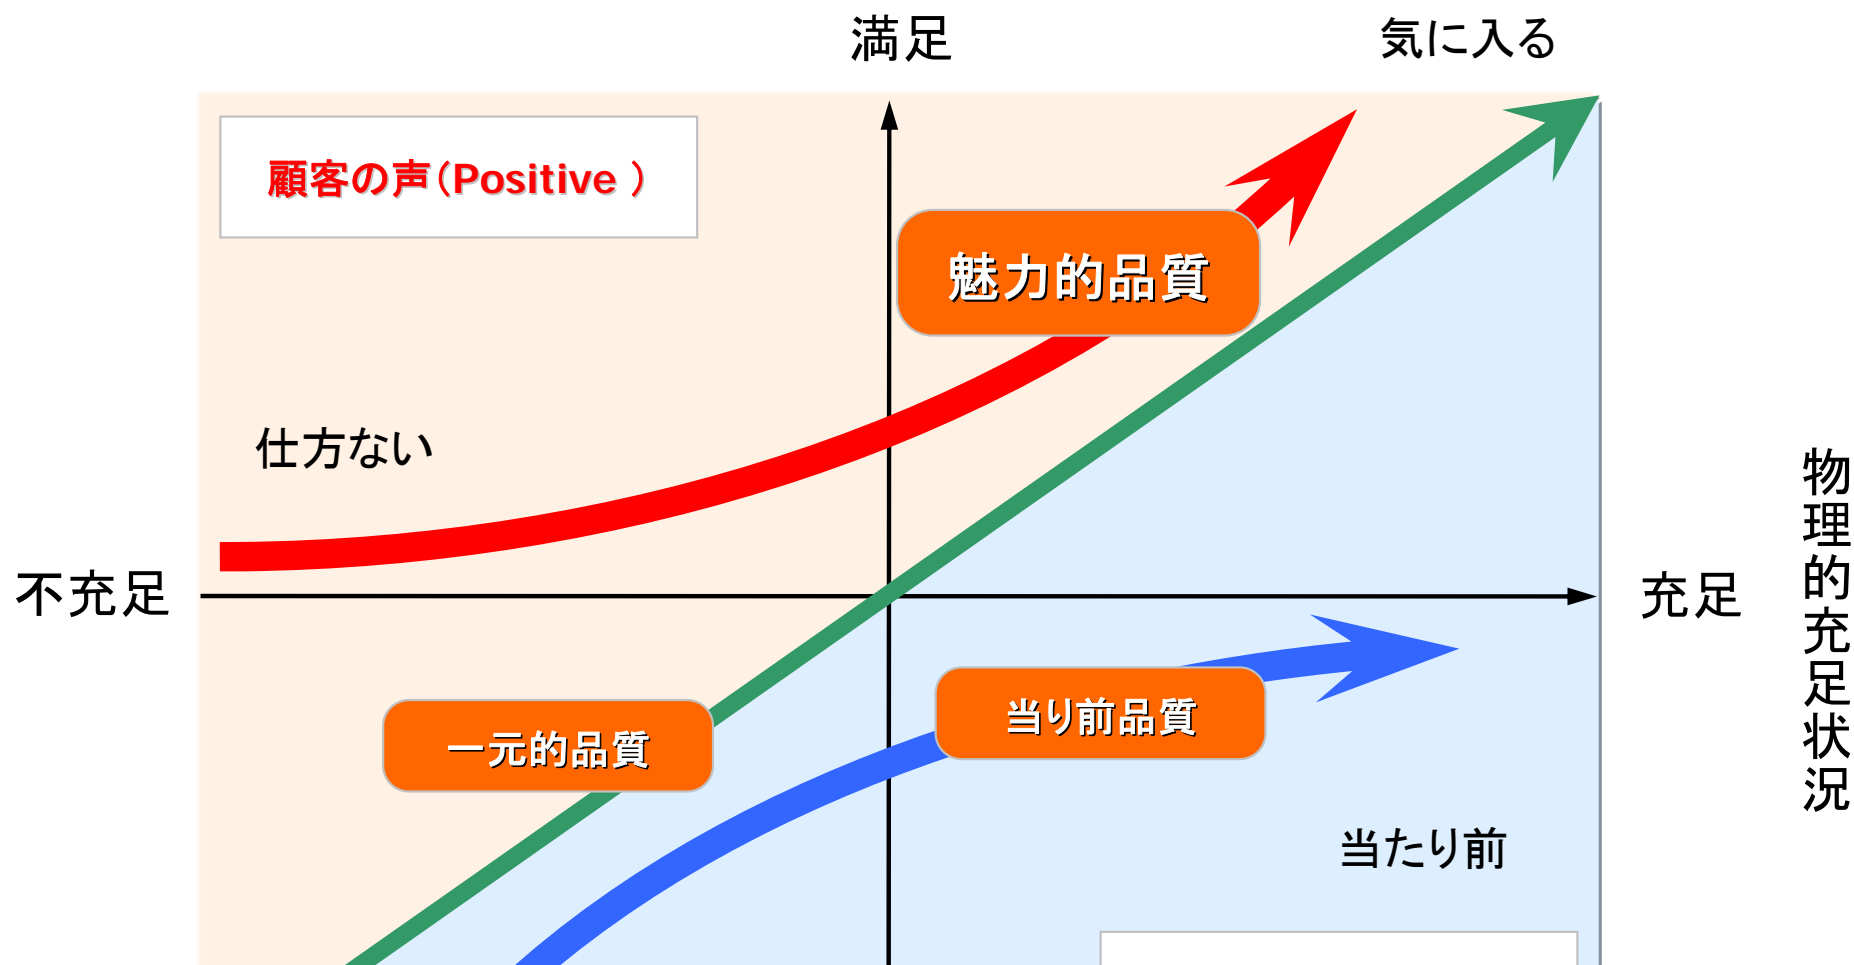 満足
気に入る
顧客の声（Positive ）
魅力的品質
仕方ない
不充足
充足
物理的充足状況
一元的品質
当り前品質
当たり前